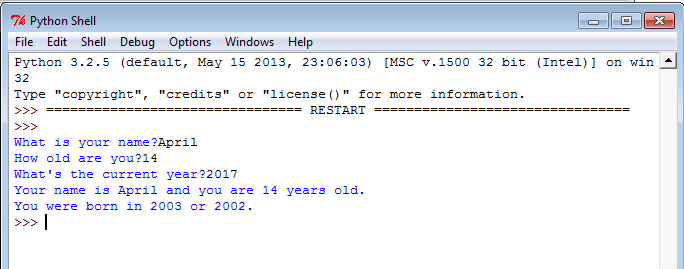 Python Shell
File Edit Shell Debug Options Windows Help
Python 3.2.5 (default, May 15 2013, 23:06:03) [MSC v.1500 32 bit (Intel)] on win
32
Type "copyright", "credits" or "license()" for more information.
>>> ================================ RESTART ================================
>>>
What is your name?April
How old are you?14
What's the current year?2017
Your name is April and you are 14 years old.
You were born in 2003 or 2002.
>>>